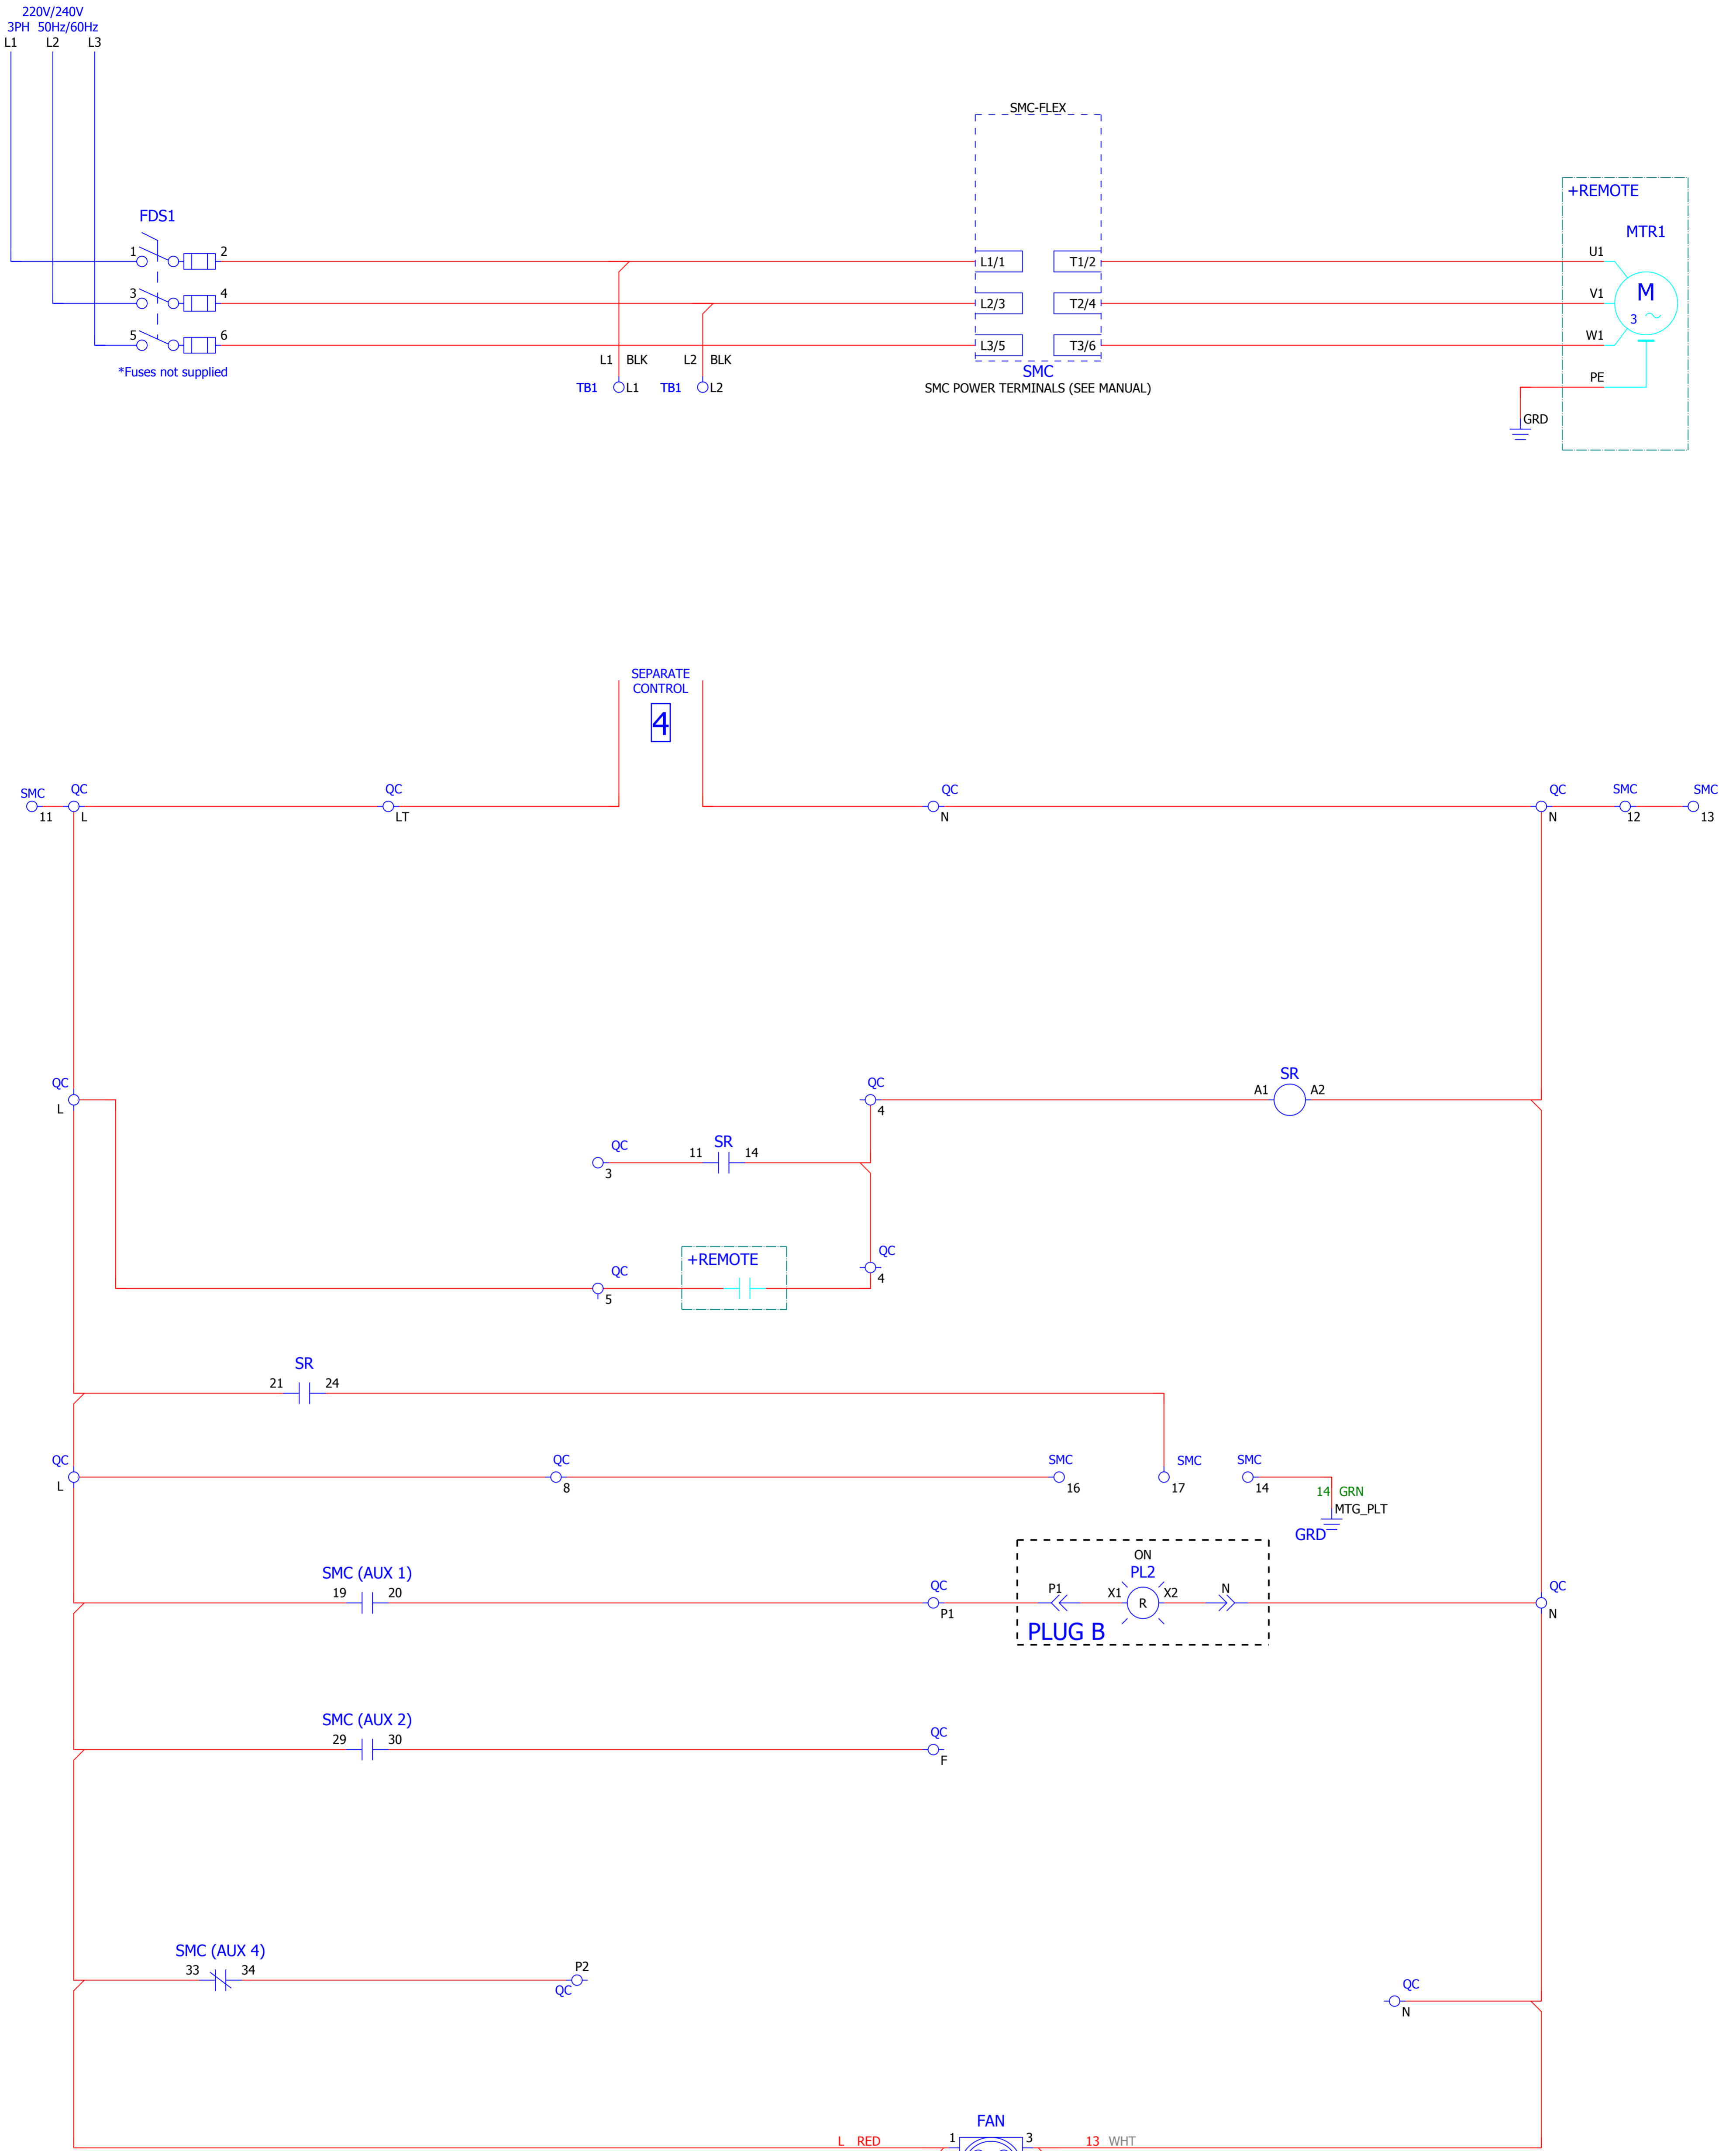 220V/240V
3PH 50Hz/60Hz
L1 L2 L3
SMC-FLEX
+REMOTE
FDS1
MTR1
1 2 L1/1 T1/2 U1
3 4 L2/3 T2/4 V1 M
3
5 6 L3/5 T3/6 W1
*Fuses not supplied
L1 BLK L2 BLK
SMC
TB1 L1 TB1 L2
SMC POWER TERMINALS (SEE MANUAL)
PE
GRD
SEPARATE
CONTROL
4
SMC QC QC QC QC SMC SMC
11 L LT N N 12 13
QC QC SR
L 4 A1 A2
QC SR
3 11 14
QC
4
+REMOTE
QC
5
SR
21 24
QC QC SMC SMC SMC
L 8 16 17 14
14 GRN
MTG_PLT
GRD
ON
SMC (AUX 1) PL2
19 20 QC P1 X1 X2 N QC
P1 R N
PLUG B
SMC (AUX 2)
29 30 QC
F
SMC (AUX 4)
33 34 P2
QC
QC
N
FAN
L RED 1 3 13 WHT